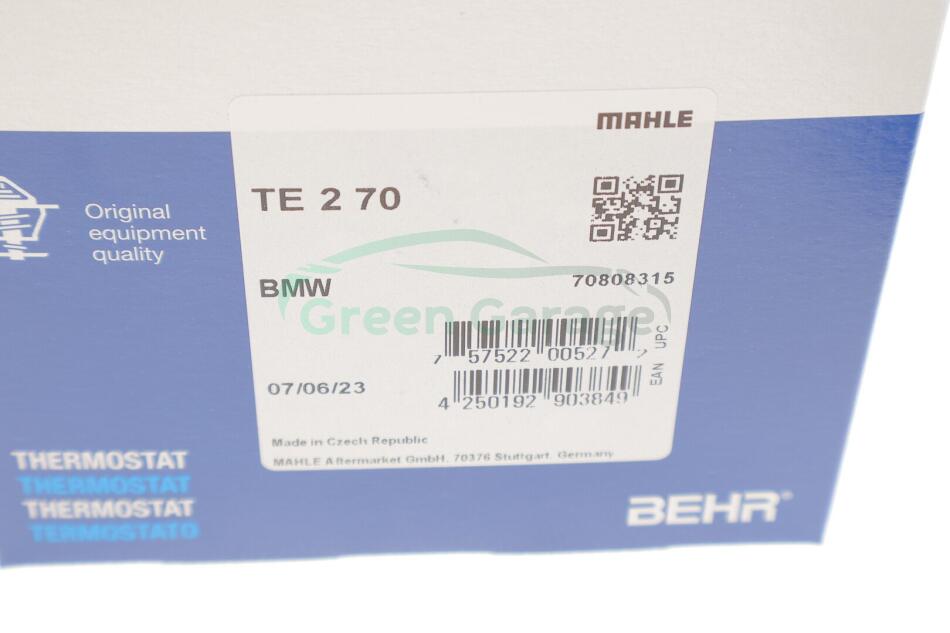 MAHLE
TE 2 70
Original
equipment
quality
BMW
70808315
Green Garage
7 57522 00527 2
UPC
EAN
07/06/23
4 250192 903849
Made in Czech Republic
MAHLE Aftermarket GmbH, 70376 Stuttgart, Germany
THERMOSTAT
THERMOSTAT
THERMOSTAT
TERMOSTATO
BEHR®